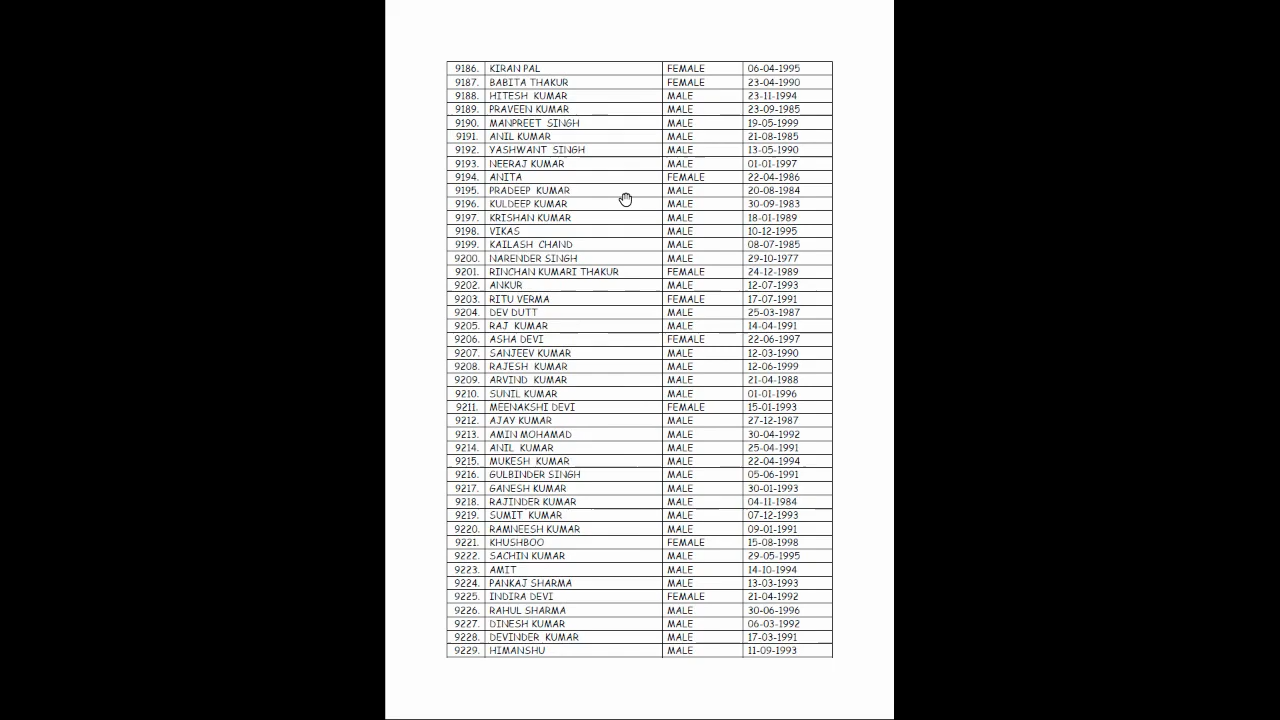 9186. KIRAN PAL FEMALE 06-04-1995
9187. BABITA THAKUR FEMALE 23-04-1990
9188. HITESH KUMAR MALE 23-11-1994
9189. PRAVEEN KUMAR MALE 23-09-1985
9190. MANPREET SINGH MALE 19-05-1999
9191. ANIL KUMAR MALE 21-08-1985
9192. YASHWANT SINGH MALE 13-05-1990
9193. NEERAJ KUMAR MALE 01-01-1997
9194. ANITA FEMALE 22-04-1986
9195. PRADEEP KUMAR MALE 20-08-1984
9196. KULDEEP KUMAR MALE 30-09-1983
9197. KRISHAN KUMAR MALE 18-01-1989
9198. VIKAS MALE 10-12-1995
9199. KAILASH CHAND MALE 08-07-1985
9200. NARENDER SINGH MALE 29-10-1977
9201. RINCHAN KUMARI THAKUR FEMALE 24-12-1989
9202. ANKUR MALE 12-07-1993
9203. RITU VERMA FEMALE 17-07-1991
9204. DEV DUTT MALE 25-03-1987
9205. RAJ KUMAR MALE 14-04-1991
9206. ASHA DEVI FEMALE 22-06-1997
9207. SANJEEV KUMAR MALE 12-03-1990
9208. RAJESH KUMAR MALE 12-06-1999
9209. ARVIND KUMAR MALE 21-04-1988
9210. SUNIL KUMAR MALE 01-01-1996
9211. MEENAKSHI DEVI FEMALE 15-01-1993
9212. AJAY KUMAR MALE 27-12-1987
9213. AMIN MOHAMAD MALE 30-04-1992
9214. ANIL KUMAR MALE 25-04-1991
9215. MUKESH KUMAR MALE 22-04-1994
9216. GULBINDER SINGH MALE 05-06-1991
9217. GANESH KUMAR MALE 30-01-1993
9218. RAJINDER KUMAR MALE 04-11-1984
9219. SUMIT KUMAR MALE 07-12-1993
9220. RAMNEESH KUMAR MALE 09-01-1991
9221. KHUSHBOO FEMALE 15-08-1998
9222. SACHIN KUMAR MALE 29-05-1995
9223. AMIT MALE 14-10-1994
9224. PANKAJ SHARMA MALE 13-03-1993
9225. INDIRA DEVI FEMALE 21-04-1992
9226. RAHUL SHARMA MALE 30-06-1996
9227. DINESH KUMAR MALE 06-03-1992
9228. DEVINDER KUMAR MALE 17-03-1991
9229. HIMANSHU MALE 11-09-1993